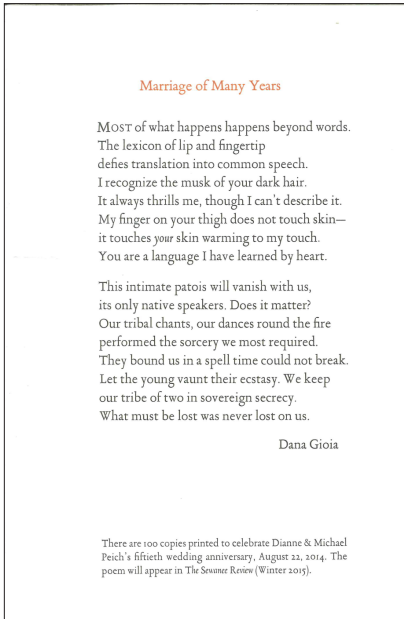 Marriage of Many Years
MOST of what happens happens beyond words.
The lexicon of lip and fingertip
defies translation into common speech.
I recognize the musk of your dark hair.
It always thrills me, though I can't describe it.
My finger on your thigh does not touch skin—
it touches your skin warming to my touch.
You are a language I have learned by heart.
This intimate patois will vanish with us,
its only native speakers. Does it matter?
Our tribal chants, our dances round the fire
performed the sorcery we most required.
They bound us in a spell time could not break.
Let the young vaunt their ecstasy. We keep
our tribe of two in sovereign secrecy.
What must be lost was never lost on us.
Dana Gioia
There are 100 copies printed to celebrate Dianne & Michael
Peich's fiftieth wedding anniversary, August 22, 2014. The
poem will appear in The Sewanee Review (Winter 2015).